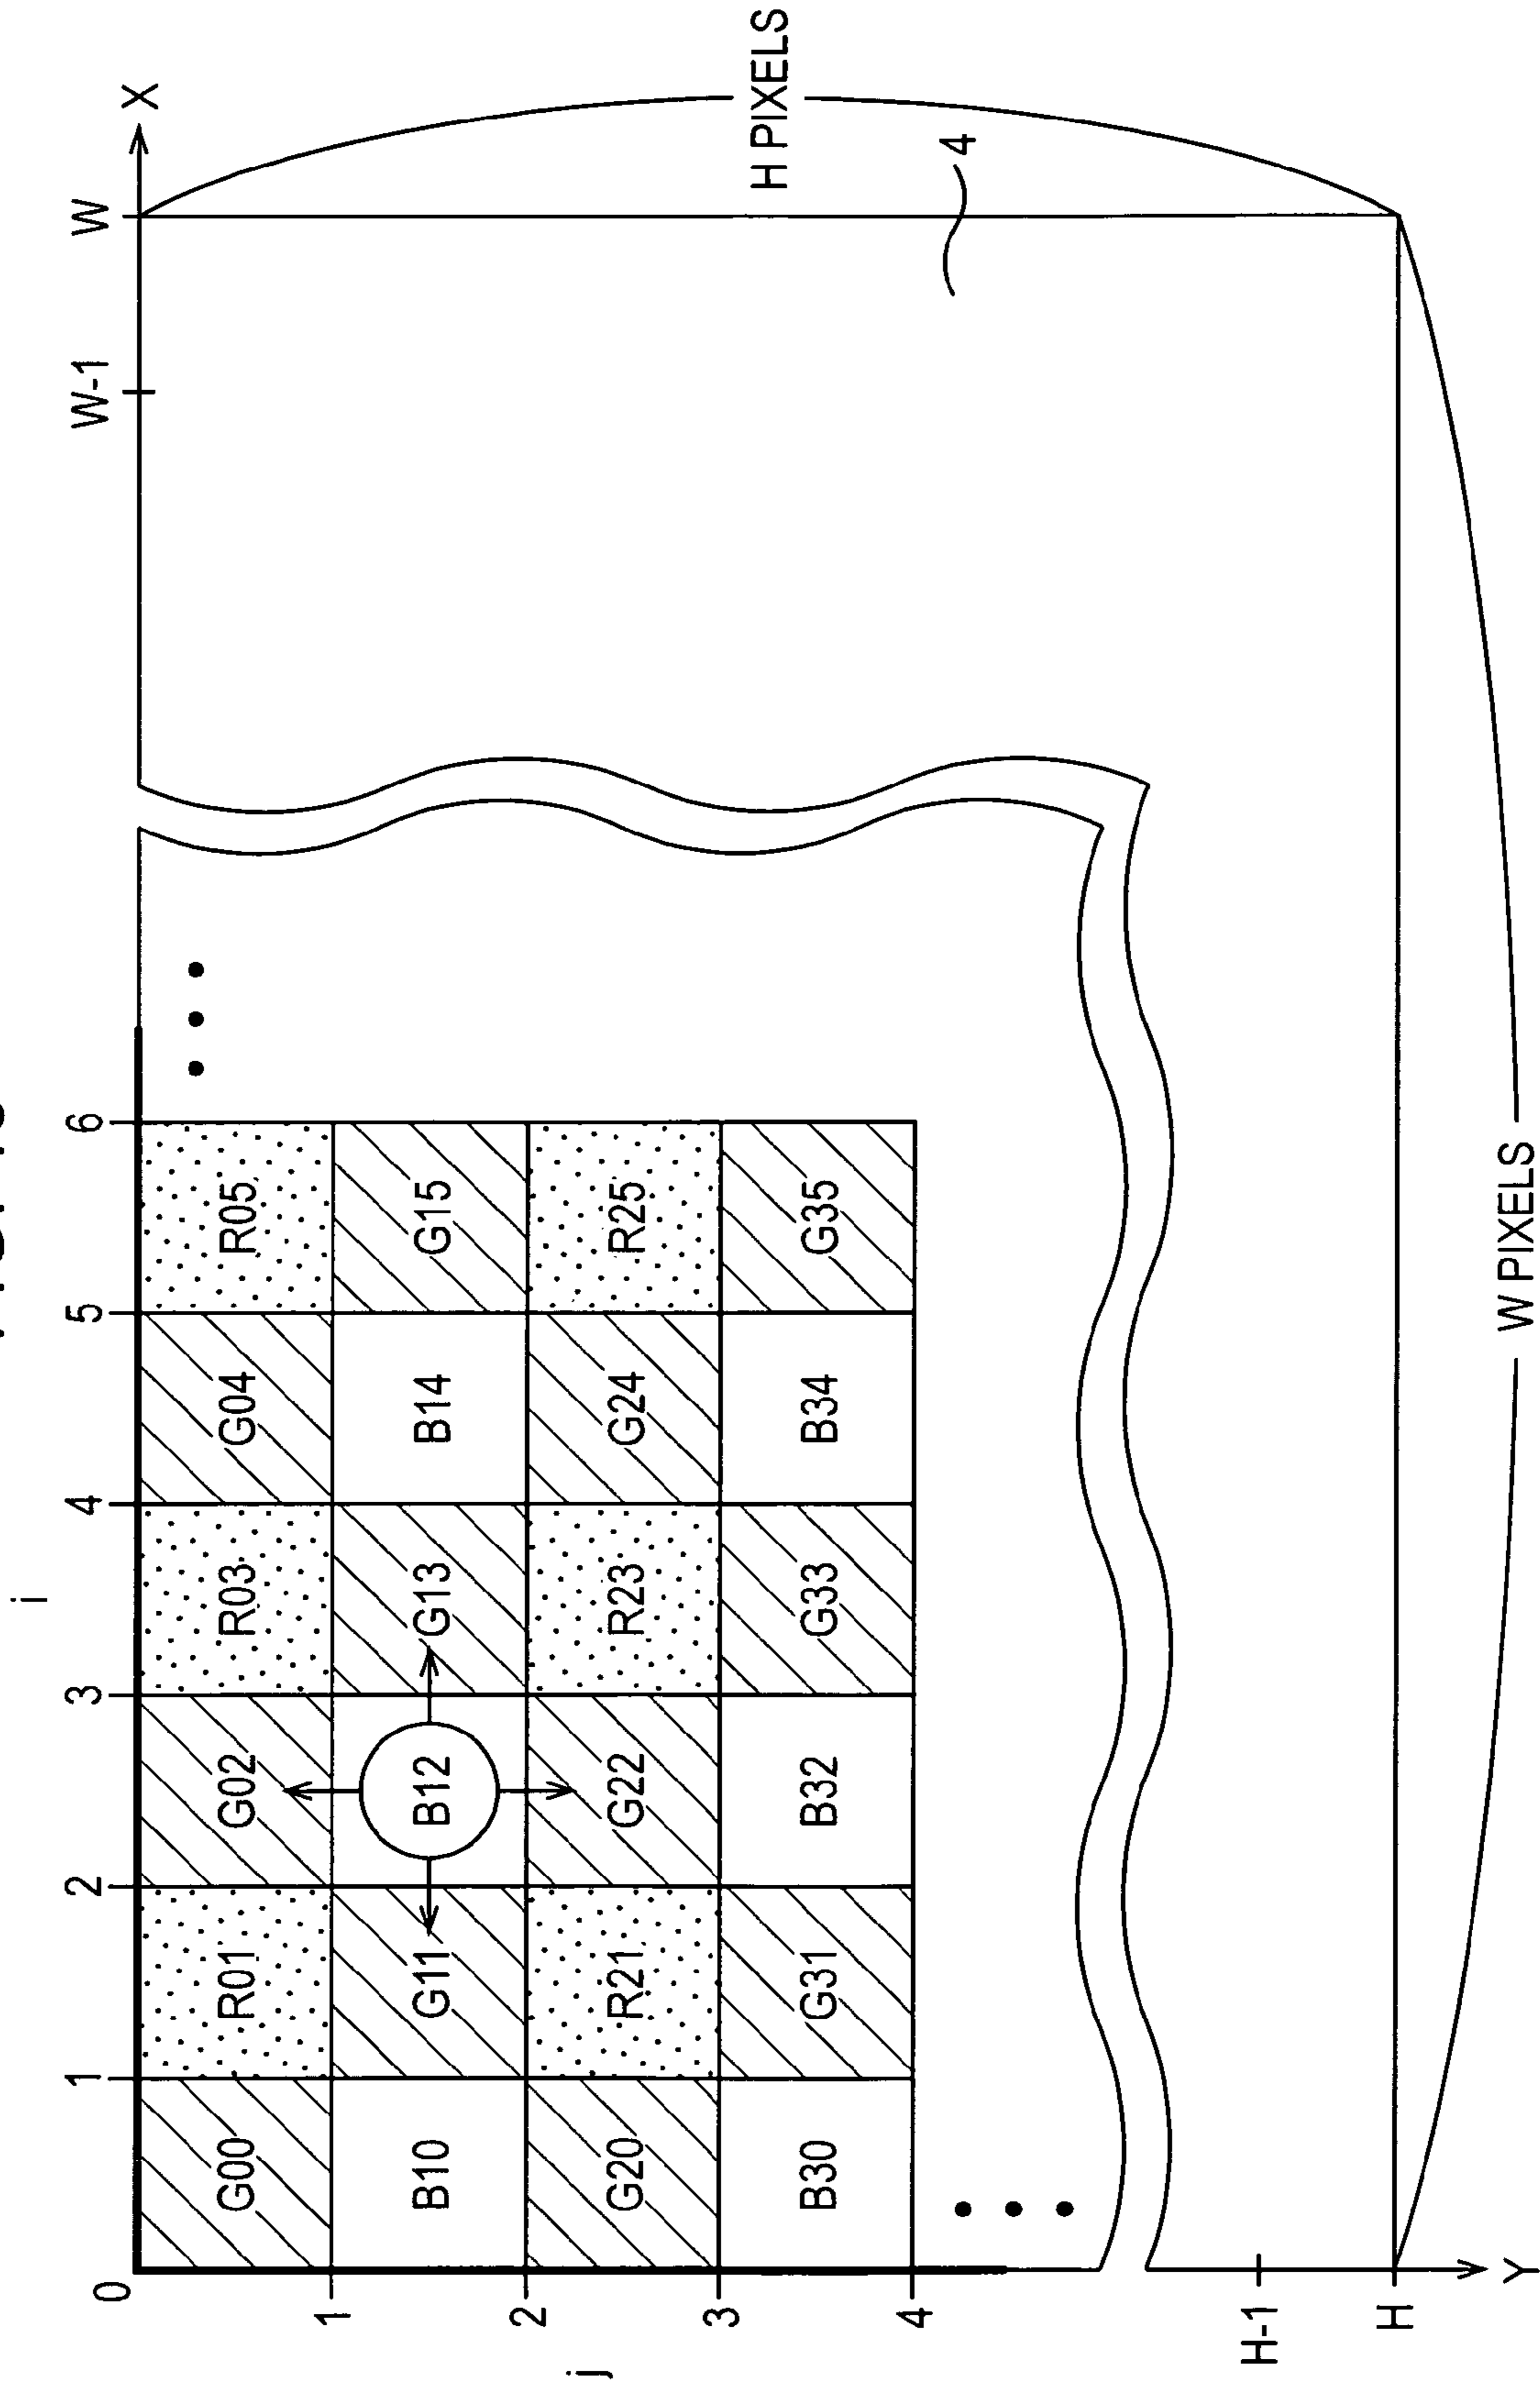 i
0 1 2 3 4 5 6 W-1 W X
G00 R01 G02 R03 G04 R05
1
B10 G11 B12 G13 B14 G15
j
2
G20 R21 G22 R23 G24 R25
3
B30 G31 B32 G33 B34 G35
4
4
H PIXELS
H-1
H
Y
W PIXELS